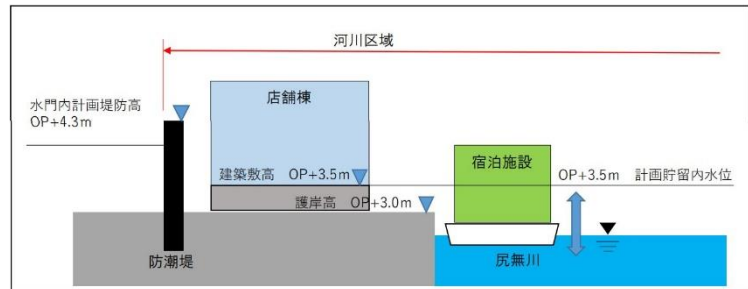 河川区域
水門内計画堤防高
OP+4.3m
店舗棟
宿泊施設
建築敷高 OP+3.5m
OP+3.5m 計画貯留内水位
護岸高 OP+3.0m
防潮堤
尻無川